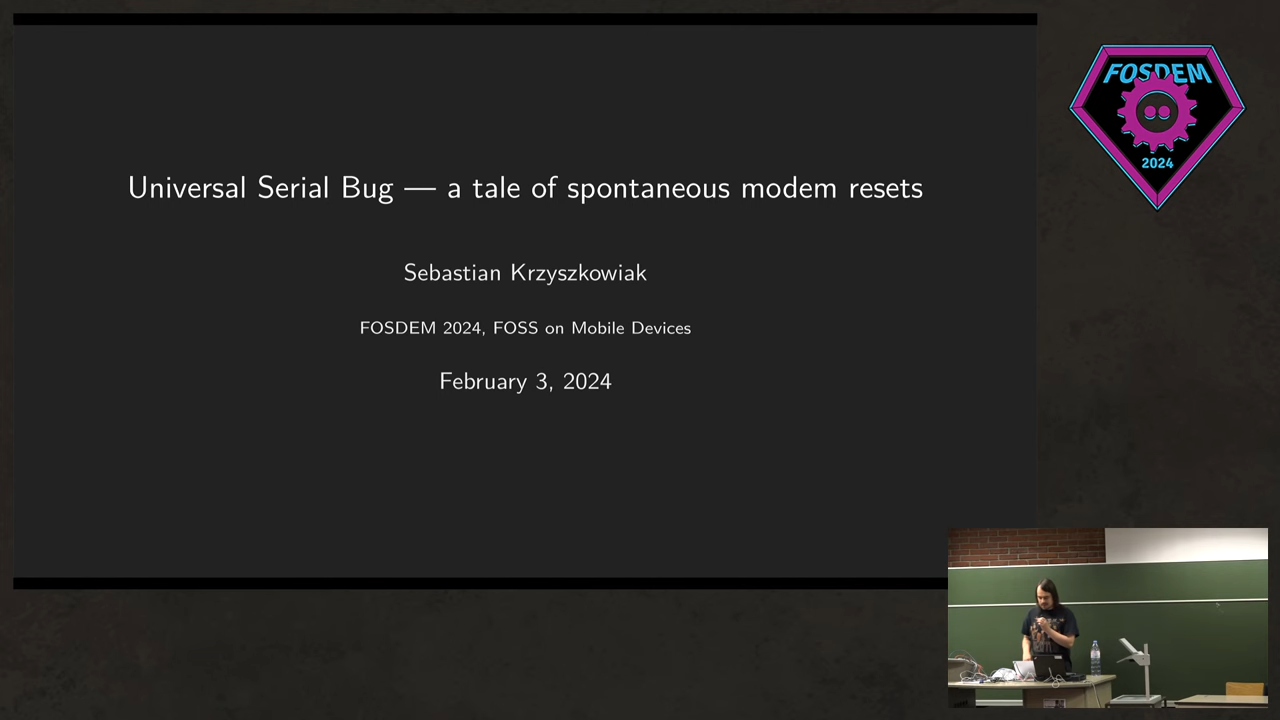 Universal Serial Bug — a tale of spontaneous modem resets
Sebastian Krzyszkowiak
FOSDEM 2024, FOSS on Mobile Devices
February 3, 2024
FOSDEM
2024